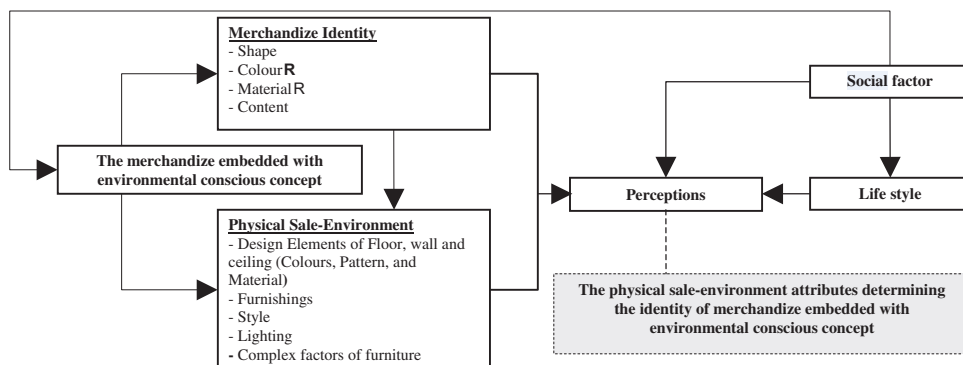 Merchandize Identity
- Shape
- ColourR
- MaterialR
- Content
Social factor
The merchandize embedded with
environmental conscious concept
Perceptions
Life style
Physical Sale-Environment
- Design Elements of Floor, wall and
ceiling (Colours, Pattern, and
Material)
- Furnishings
- Style
- Lighting
- Complex factors of furniture
The physical sale-environment attributes determining
the identity of merchandize embedded with
environmental conscious concept